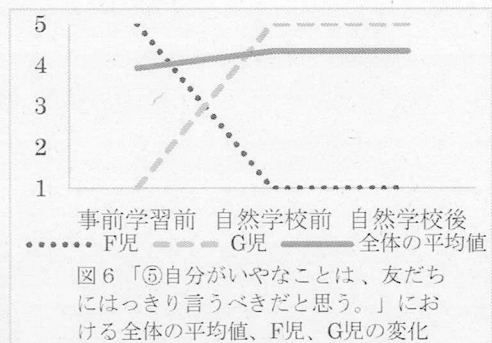 5
4
3
2
1
事前学習前 自然学校前 自然学校後
F児 G児 全体の平均値
図6「⑤自分がいやなことは、友だち
にはっきり言うべきだと思う。」にお
ける全体の平均値、F児、G児の変化